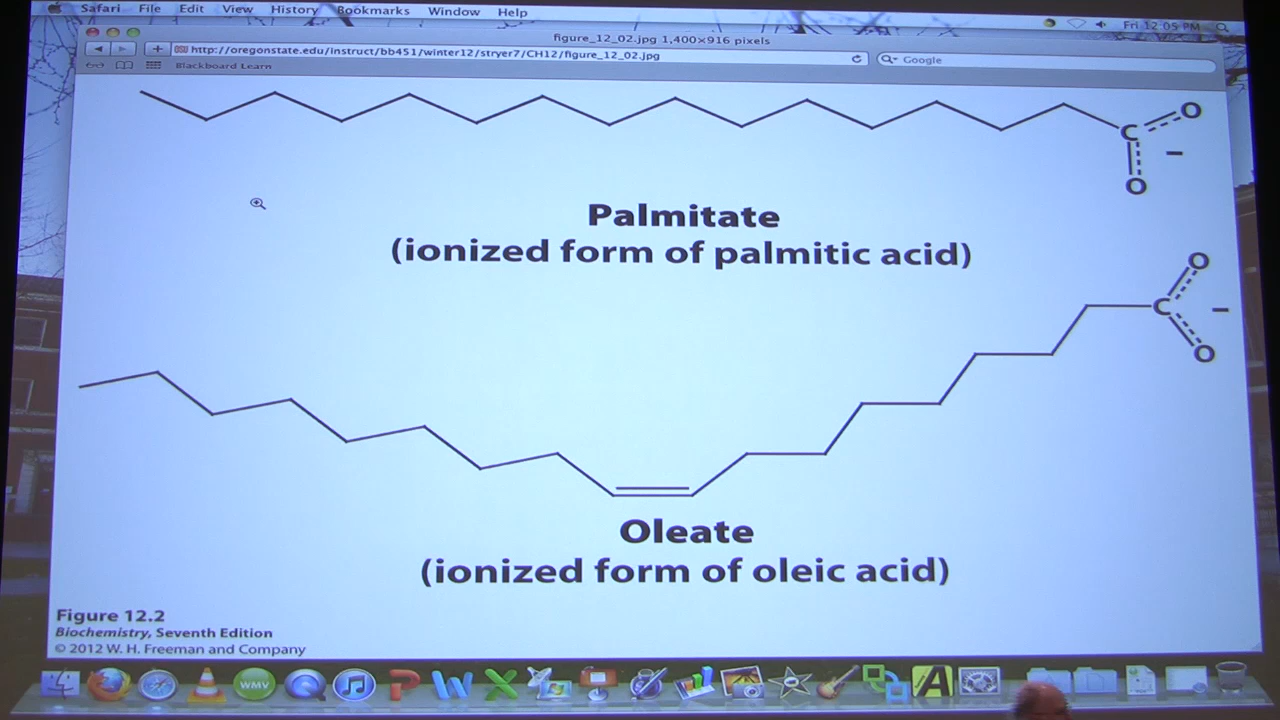 Safari File Edit View History Bookmarks Window Help Fri 12:05 PM
figure_12_02.jpg 1,400×916 pixels
http://oregonstate.edu/instruct/bb451/winter12/stryer7/CH12/figure_12_02.jpg
Google
Blackboard Learn
C O
−
O
Palmitate
(ionized form of palmitic acid)
O
C −
O
Oleate
(ionized form of oleic acid)
Figure 12.2
Biochemistry, Seventh Edition
© 2012 W. H. Freeman and Company
WMV